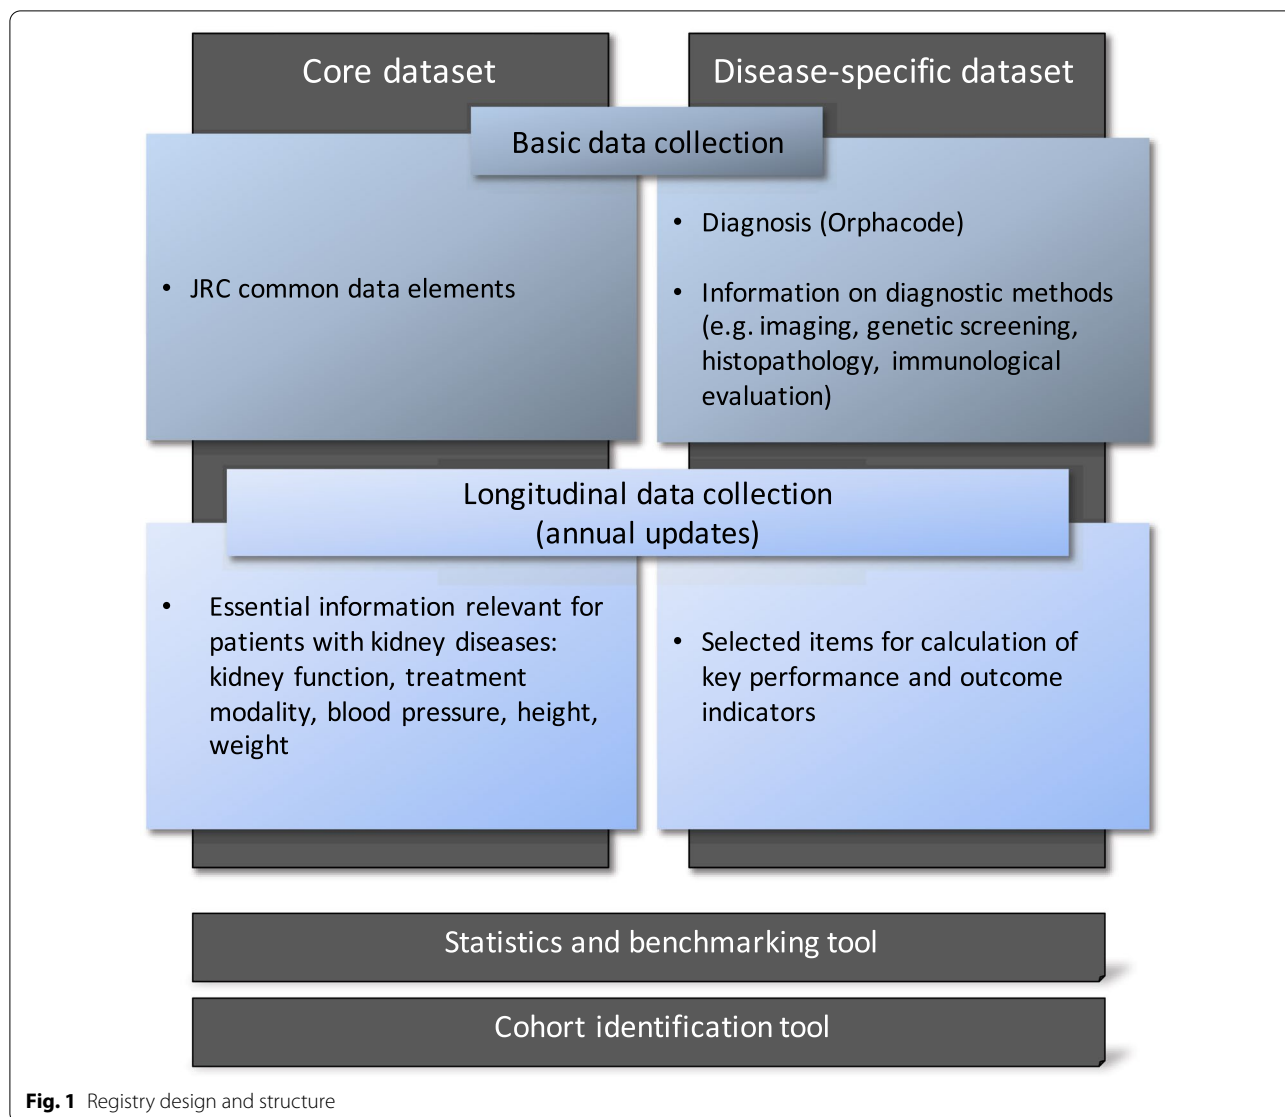 Core dataset
Disease-specific dataset
Basic data collection
• JRC common data elements
• Diagnosis (Orphacode)
• Information on diagnostic methods
(e.g. imaging, genetic screening,
histopathology, immunological
evaluation)
Longitudinal data collection
(annual updates)
• Essential information relevant for
patients with kidney diseases:
kidney function, treatment
modality, blood pressure, height,
weight
• Selected items for calculation of
key performance and outcome
indicators
Statistics and benchmarking tool
Cohort identification tool
Fig. 1 Registry design and structure